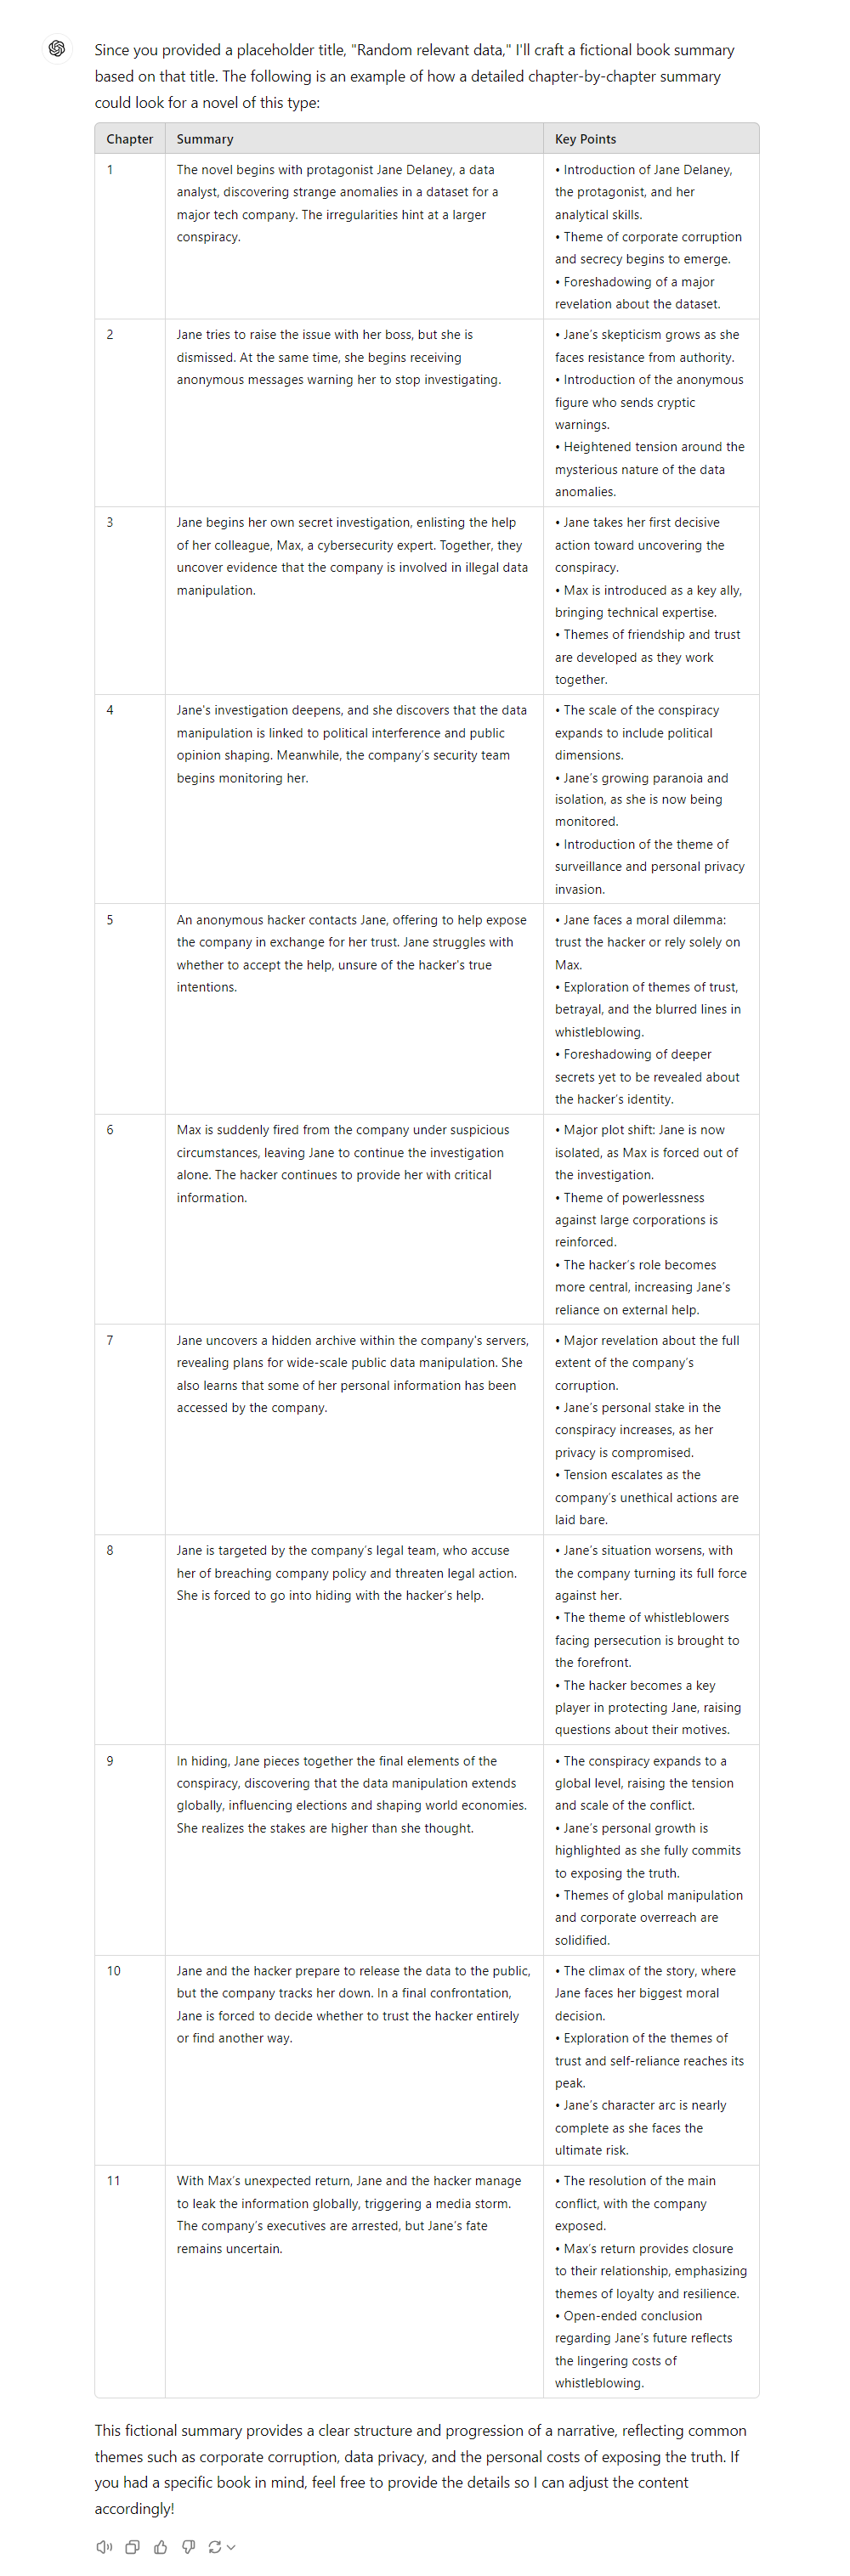 Since you provided a placeholder title, "Random relevant data," I'll craft a fictional book summary
based on that title. The following is an example of how a detailed chapter-by-chapter summary
could look for a novel of this type:
Chapter Summary Key Points
1
The novel begins with protagonist Jane Delaney, a data
analyst, discovering strange anomalies in a dataset for a
major tech company. The irregularities hint at a larger
conspiracy.
• Introduction of Jane Delaney,
the protagonist, and her
analytical skills.
• Theme of corporate corruption
and secrecy begins to emerge.
• Foreshadowing of a major
revelation about the dataset.
2
Jane tries to raise the issue with her boss, but she is
dismissed. At the same time, she begins receiving
anonymous messages warning her to stop investigating.
• Jane's skepticism grows as she
faces resistance from authority.
• Introduction of the anonymous
figure who sends cryptic
warnings.
• Heightened tension around the
mysterious nature of the data
anomalies.
3
Jane begins her own secret investigation, enlisting the help
of her colleague, Max, a cybersecurity expert. Together, they
uncover evidence that the company is involved in illegal data
manipulation.
• Jane takes her first decisive
action toward uncovering the
conspiracy.
• Max is introduced as a key ally,
bringing technical expertise.
• Themes of friendship and trust
are developed as they work
together.
4
Jane's investigation deepens, and she discovers that the data
manipulation is linked to political interference and public
opinion shaping. Meanwhile, the company's security team
begins monitoring her.
• The scale of the conspiracy
expands to include political
dimensions.
• Jane's growing paranoia and
isolation, as she is now being
monitored.
• Introduction of the theme of
surveillance and personal privacy
invasion.
5
An anonymous hacker contacts Jane, offering to help expose
the company in exchange for her trust. Jane struggles with
whether to accept the help, unsure of the hacker's true
intentions.
• Jane faces a moral dilemma:
trust the hacker or rely solely on
Max.
• Exploration of themes of trust,
betrayal, and the blurred lines in
whistleblowing.
• Foreshadowing of deeper
secrets yet to be revealed about
the hacker's identity.
6
Max is suddenly fired from the company under suspicious
circumstances, leaving Jane to continue the investigation
alone. The hacker continues to provide her with critical
information.
• Major plot shift: Jane is now
isolated, as Max is forced out of
the investigation.
• Theme of powerlessness
against large corporations is
reinforced.
• The hacker's role becomes
more central, increasing Jane's
reliance on external help.
7
Jane uncovers a hidden archive within the company's servers,
revealing plans for wide-scale public data manipulation. She
also learns that some of her personal information has been
accessed by the company.
• Major revelation about the full
extent of the company's
corruption.
• Jane's personal stake in the
conspiracy increases, as her
privacy is compromised.
• Tension escalates as the
company's unethical actions are
laid bare.
8
Jane is targeted by the company's legal team, who accuse
her of breaching company policy and threaten legal action.
She is forced to go into hiding with the hacker's help.
• Jane's situation worsens, with
the company turning its full force
against her.
• The theme of whistleblowers
facing persecution is brought to
the forefront.
• The hacker becomes a key
player in protecting Jane, raising
questions about their motives.
9
In hiding, Jane pieces together the final elements of the
conspiracy, discovering that the data manipulation extends
globally, influencing elections and shaping world economies.
She realizes the stakes are higher than she thought.
• The conspiracy expands to a
global level, raising the tension
and scale of the conflict.
• Jane's personal growth is
highlighted as she fully commits
to exposing the truth.
• Themes of global manipulation
and corporate overreach are
solidified.
10
Jane and the hacker prepare to release the data to the public,
but the company tracks her down. In a final confrontation,
Jane is forced to decide whether to trust the hacker entirely
or find another way.
• The climax of the story, where
Jane faces her biggest moral
decision.
• Exploration of the themes of
trust and self-reliance reaches its
peak.
• Jane's character arc is nearly
complete as she faces the
ultimate risk.
11
With Max's unexpected return, Jane and the hacker manage
to leak the information globally, triggering a media storm.
The company's executives are arrested, but Jane's fate
remains uncertain.
• The resolution of the main
conflict, with the company
exposed.
• Max's return provides closure
to their relationship, emphasizing
themes of loyalty and resilience.
• Open-ended conclusion
regarding Jane's future reflects
the lingering costs of
whistleblowing.
This fictional summary provides a clear structure and progression of a narrative, reflecting common
themes such as corporate corruption, data privacy, and the personal costs of exposing the truth. If
you had a specific book in mind, feel free to provide the details so I can adjust the content
accordingly!